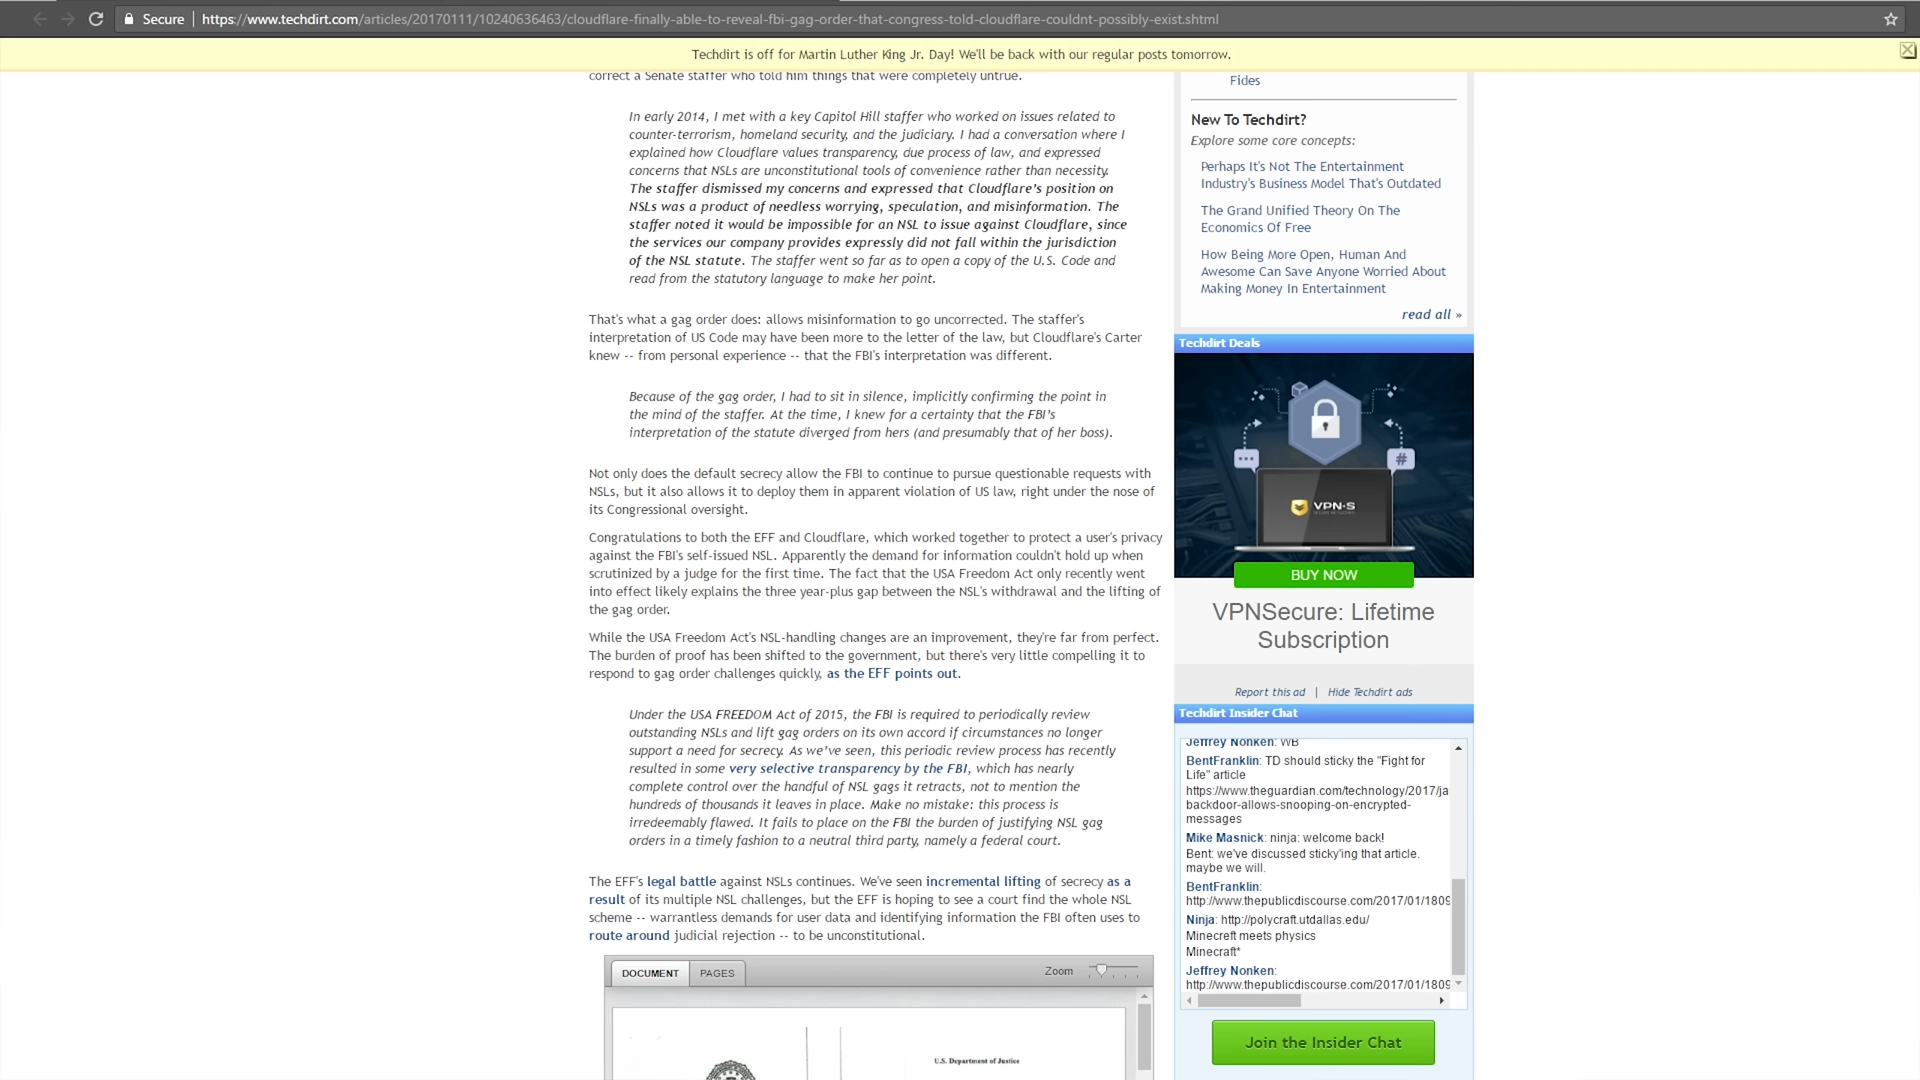 Secure
https://www.techdirt.com/articles/20170111/10240636463/cloudflare-finally-able-to-reveal-fbi-gag-order-that-congress-told-cloudflare-couldnt-possibly-exist.shtml
Techdirt is off for Martin Luther King Jr. Day! We'll be back with our regular posts tomorrow.
correct a Senate staffer who told him things that were completely untrue.
In early 2014, I met with a key Capitol Hill staffer who worked on issues related to
counter-terrorism, homeland security, and the judiciary. I had a conversation where I
explained how Cloudflare values transparency, due process of law, and expressed
concerns that NSLs are unconstitutional tools of convenience rather than necessity.
The staffer dismissed my concerns and expressed that Cloudflare's position on
NSLs was a product of needless worrying, speculation, and misinformation. The
staffer noted it would be impossible for an NSL to issue against Cloudflare, since
the services our company provides expressly did not fall within the jurisdiction
of the NSL statute. The staffer went so far as to open a copy of the U.S. Code and
read from the statutory language to make her point.
That's what a gag order does: allows misinformation to go uncorrected. The staffer's
interpretation of US Code may have been more to the letter of the law, but Cloudflare's Carter
knew -- from personal experience -- that the FBI's interpretation was different.
Because of the gag order, I had to sit in silence, implicitly confirming the point in
the mind of the staffer. At the time, I knew for a certainty that the FBI's
interpretation of the statute diverged from hers (and presumably that of her boss).
Not only does the default secrecy allow the FBI to continue to pursue questionable requests with
NSLs, but it also allows it to deploy them in apparent violation of US law, right under the nose of
its Congressional oversight.
Congratulations to both the EFF and Cloudflare, which worked together to protect a user's privacy
against the FBI's self-issued NSL. Apparently the demand for information couldn't hold up when
scrutinized by a judge for the first time. The fact that the USA Freedom Act only recently went
into effect likely explains the three year-plus gap between the NSL's withdrawal and the lifting of
the gag order.
While the USA Freedom Act's NSL-handling changes are an improvement, they're far from perfect.
The burden of proof has been shifted to the government, but there's very little compelling it to
respond to gag order challenges quickly, as the EFF points out.
Under the USA FREEDOM Act of 2015, the FBI is required to periodically review
outstanding NSLs and lift gag orders on its own accord if circumstances no longer
support a need for secrecy. As we've seen, this periodic review process has recently
resulted in some very selective transparency by the FBI, which has nearly
complete control over the handful of NSL gags it retracts, not to mention the
hundreds of thousands it leaves in place. Make no mistake: this process is
irredeemably flawed. It fails to place on the FBI the burden of justifying NSL gag
orders in a timely fashion to a neutral third party, namely a federal court.
The EFF's legal battle against NSLs continues. We've seen incremental lifting of secrecy as a
result of its multiple NSL challenges, but the EFF is hoping to see a court find the whole NSL
scheme -- warrantless demands for user data and identifying information the FBI often uses to
route around judicial rejection -- to be unconstitutional.
DOCUMENT
PAGES
Zoom
U.S. Department of Justice
Fides
New To Techdirt?
Explore some core concepts:
Perhaps It's Not The Entertainment
Industry's Business Model That's Outdated
The Grand Unified Theory On The
Economics Of Free
How Being More Open, Human And
Awesome Can Save Anyone Worried About
Making Money In Entertainment
read all »
Techdirt Deals
#
VPN·S
BUY NOW
VPNSecure: Lifetime
Subscription
Report this ad | Hide Techdirt ads
Techdirt Insider Chat
Jeffrey Nonken: WB
BentFranklin: TD should sticky the "Fight for
Life" article
https://www.theguardian.com/technology/2017/ja
backdoor-allows-snooping-on-encrypted-
messages
Mike Masnick: ninja: welcome back!
Bent: we've discussed sticky'ing that article.
maybe we will.
BentFranklin:
http://www.thepublicdiscourse.com/2017/01/1809
Ninja: http://polycraft.utdallas.edu/
Minecreft meets physics
Minecraft*
Jeffrey Nonken:
http://www.thepublicdiscourse.com/2017/01/1809
Join the Insider Chat